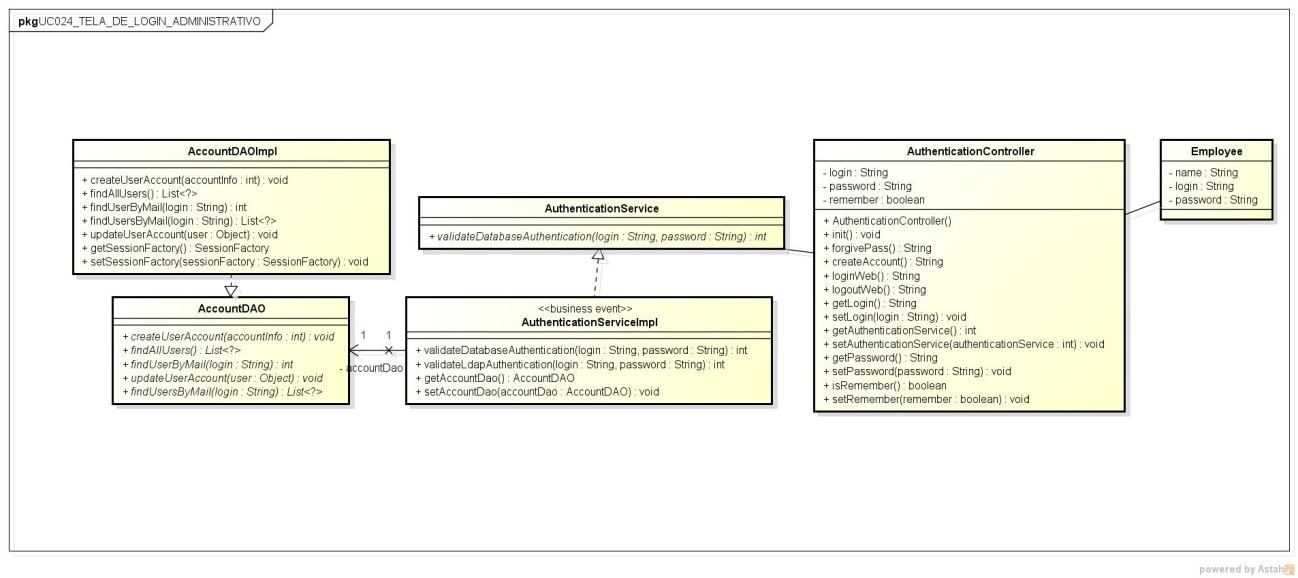 pkg UC024_TELA_DE_LOGIN_ADMINISTRATIVO
AccountDAOImpl
+ createUserAccount(accountInfo : int) : void
+ findAllUsers() : List<?>
+ findUserByMail(login : String) : int
+ findUsersByMail(login : String) : List<?>
+ updateUserAccount(user : Object) : void
+ getSessionFactory() : SessionFactory
+ setSessionFactory(sessionFactory : SessionFactory) : void
AccountDAO
+ createUserAccount(accountInfo : int) : void
+ findAllUsers() : List<?>
+ findUserByMail(login : String) : int
+ updateUserAccount(user : Object) : void
+ findUsersByMail(login : String) : List<?>
1
1
- accountDao
AuthenticationService
+ validateDatabaseAuthentication(login : String, password : String) : int
<<business event>>
AuthenticationServiceImpl
+ validateDatabaseAuthentication(login : String, password : String) : int
+ validateLdapAuthentication(login : String, password : String) : int
+ getAccountDao() : AccountDAO
+ setAccountDao(accountDao : AccountDAO) : void
AuthenticationController
- login : String
- password : String
- remember : boolean
+ AuthenticationController()
+ init() : void
+ forgivePass() : String
+ createAccount() : String
+ loginWeb() : String
+ logoutWeb() : String
+ getLogin() : String
+ setLogin(login : String) : void
+ getAuthenticationService() : int
+ setAuthenticationService(authenticationService : int) : void
+ getPassword() : String
+ setPassword(password : String) : void
+ isRemember() : boolean
+ setRemember(remember : boolean) : void
Employee
- name : String
- login : String
- password : String
powered by Astah